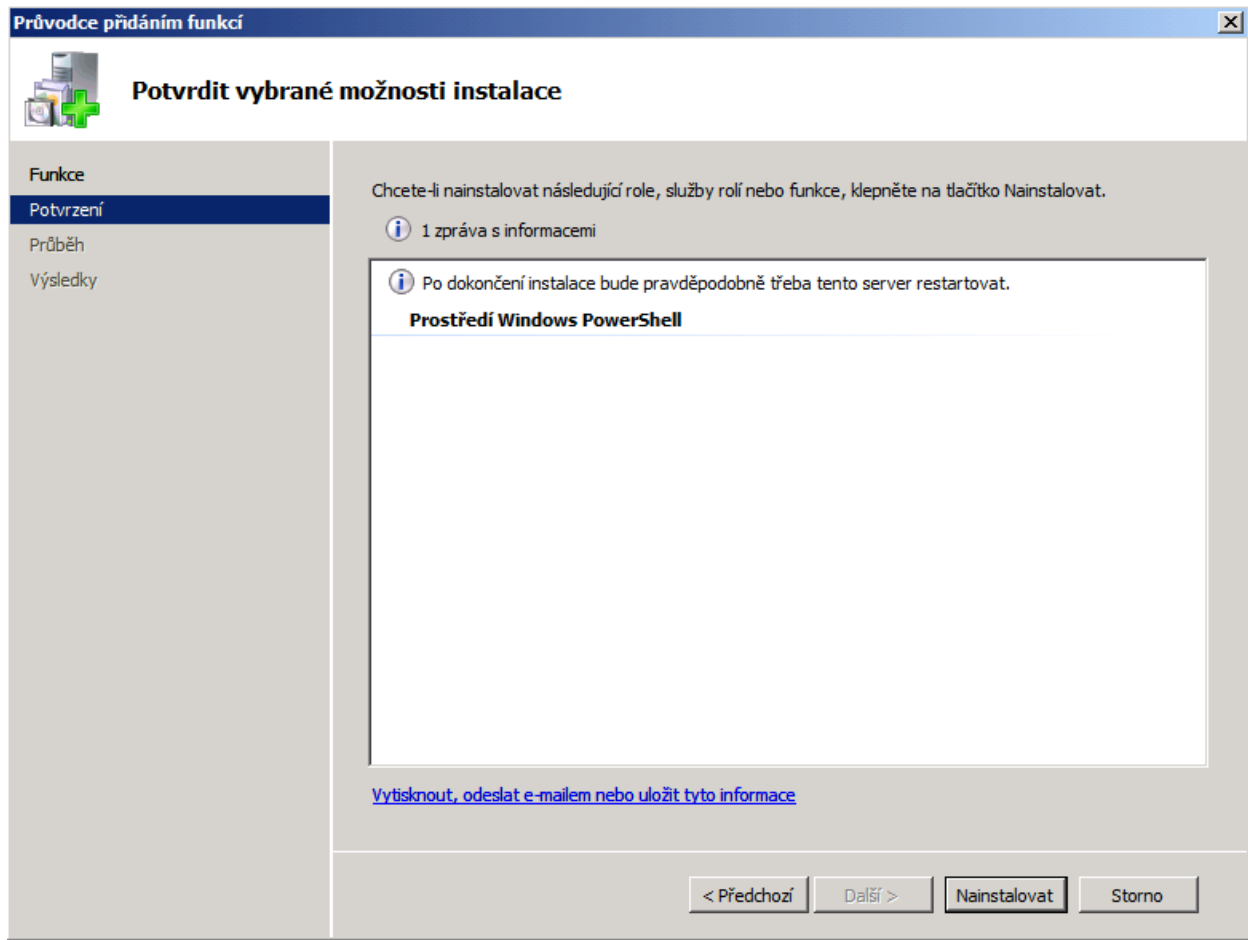 Průvodce přidáním funkcí
Potvrdit vybrané možnosti instalace
Funkce
Potvrzení
Průběh
Výsledky
Chcete-li nainstalovat následující role, služby rolí nebo funkce, klepněte na tlačítko Nainstalovat.
1 zpráva s informacemi
Po dokončení instalace bude pravděpodobně třeba tento server restartovat.
Prostředí Windows PowerShell
Vytisknout, odeslat e-mailem nebo uložit tyto informace
< Předchozí
Další >
Nainstalovat
Storno